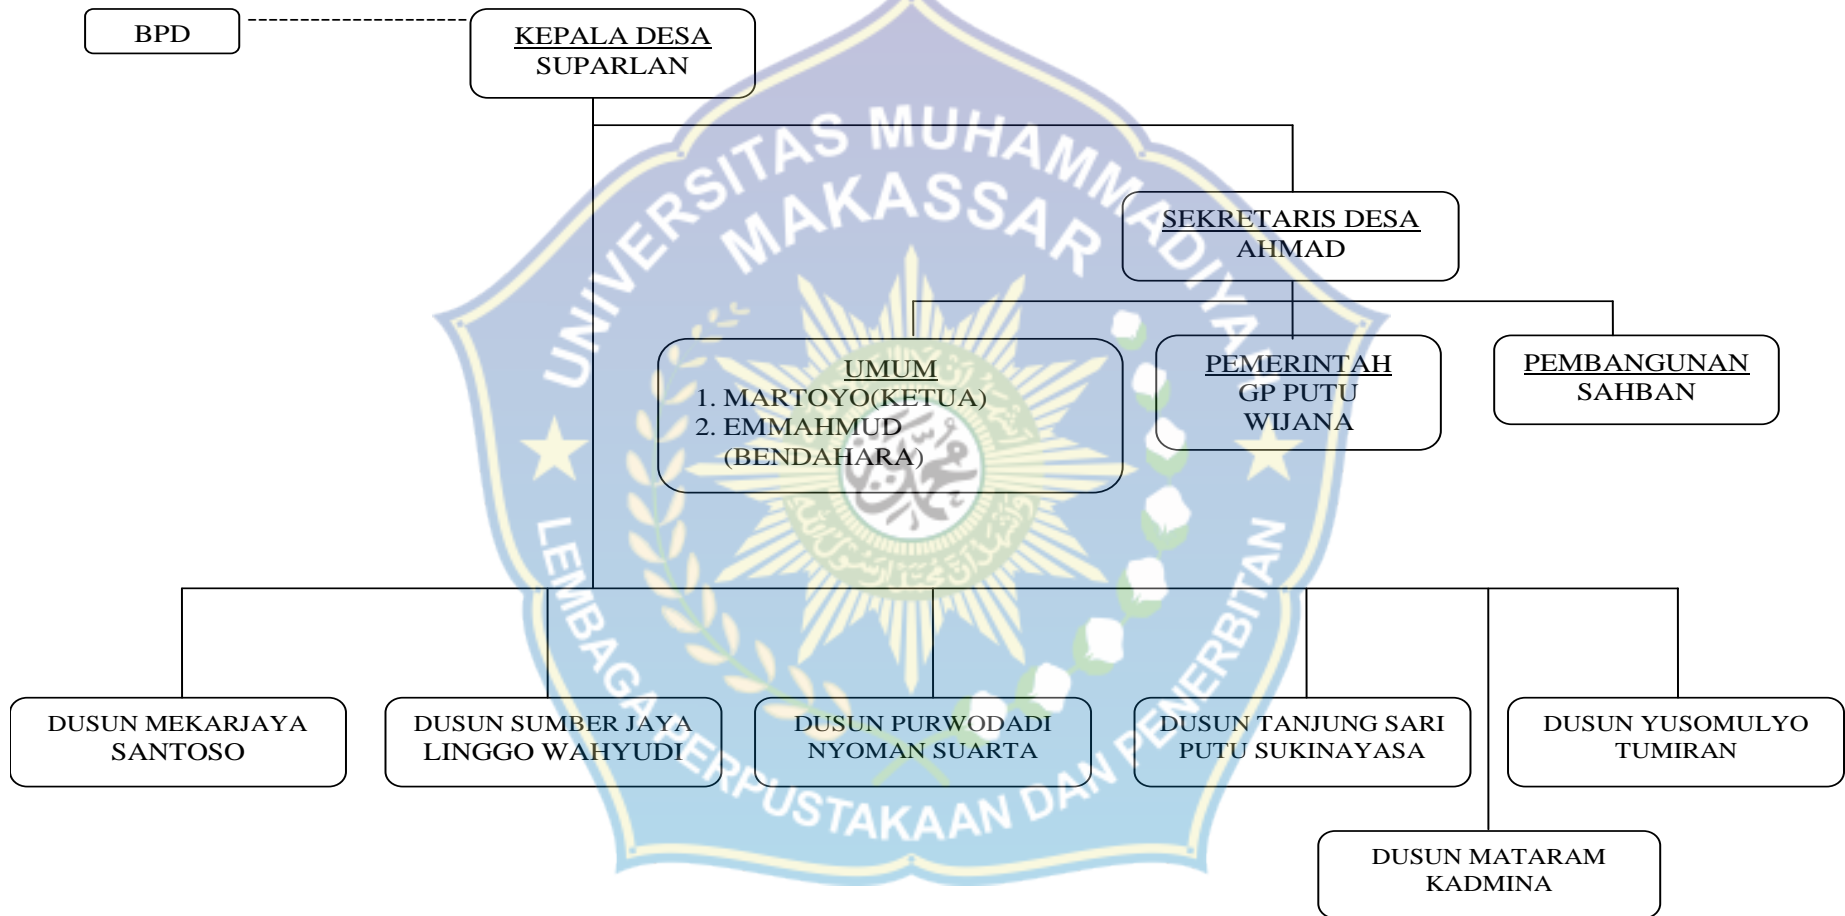 BPD
KEPALA DESA
SUPARLAN
SEKRETARIS DESA
AHMAD
UMUM
1. MARTOYO(KETUA)
2. EMMAHMUD
(BENDAHARA)
PEMERINTAH
GP PUTU
WIJANA
PEMBANGUNAN
SAHBAN
DUSUN MEKARJAYA
SANTOSO
DUSUN SUMBER JAYA
LINGGO WAHYUDI
DUSUN PURWODADI
NYOMAN SUARTA
DUSUN TANJUNG SARI
PUTU SUKINAYASA
DUSUN YUSOMULYO
TUMIRAN
DUSUN MATARAM
KADMINA
UNIVERSITAS MUHAMMADIYAH
MAKASSAR
LEMBAGA PERPUSTAKAAN DAN PENERBITAN